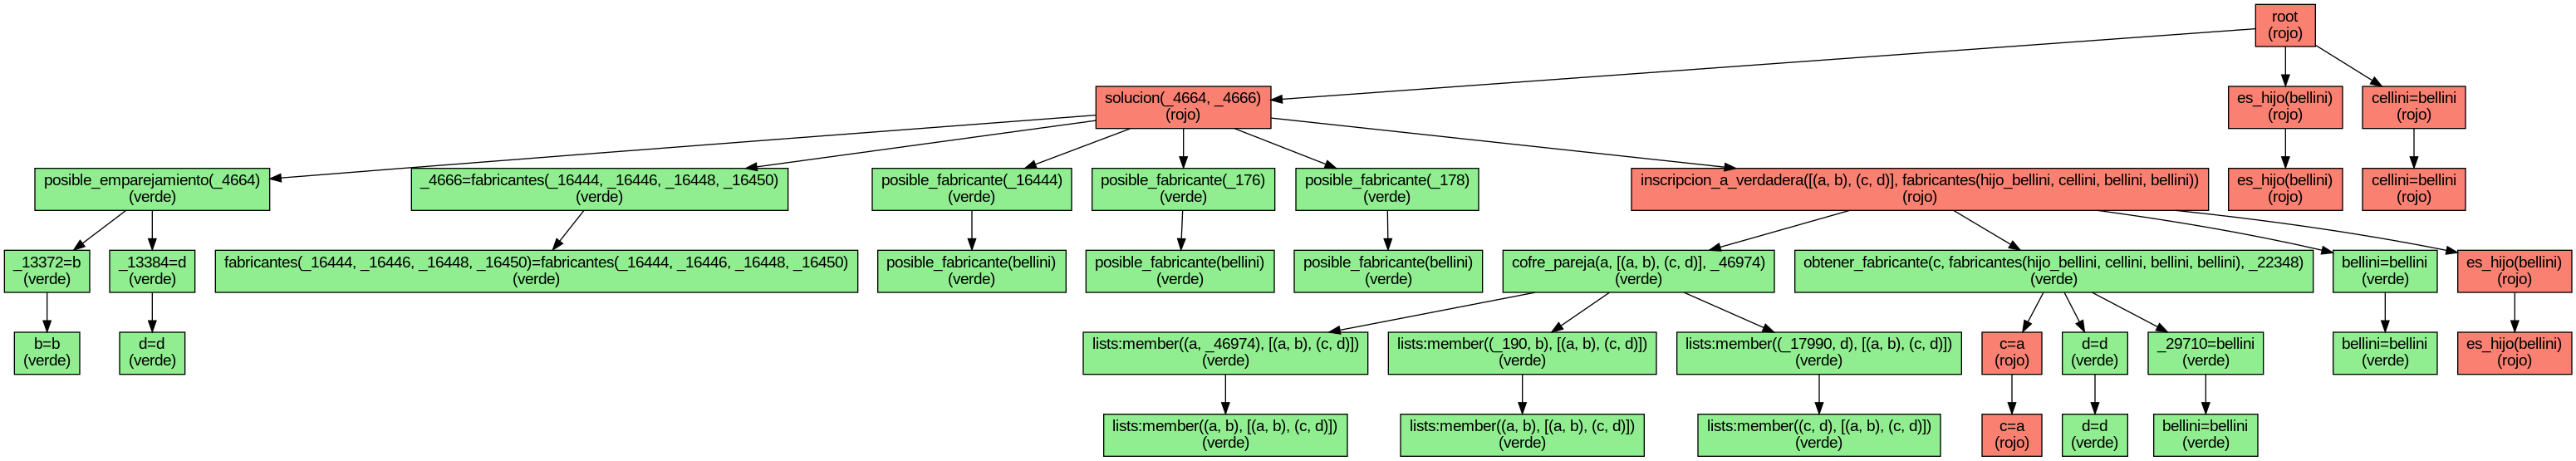 root
(rojo)
solucion(_4664, _4666)
(rojo)
es_hijo(bellini)
(rojo)
cellini=bellini
(rojo)
posible_emparejamiento(_4664)
(verde)
_4666=fabricantes(_16444, _16446, _16448, _16450)
(verde)
posible_fabricante(_16444)
(verde)
posible_fabricante(_176)
(verde)
posible_fabricante(_178)
(verde)
inscripcion_a_verdadera([(a, b), (c, d)], fabricantes(hijo_bellini, cellini, bellini, bellini))
(rojo)
es_hijo(bellini)
(rojo)
cellini=bellini
(rojo)
_13372=b
(verde)
_13384=d
(verde)
fabricantes(_16444, _16446, _16448, _16450)=fabricantes(_16444, _16446, _16448, _16450)
(verde)
posible_fabricante(bellini)
(verde)
posible_fabricante(bellini)
(verde)
posible_fabricante(bellini)
(verde)
cofre_pareja(a, [(a, b), (c, d)], _46974)
(verde)
obtener_fabricante(c, fabricantes(hijo_bellini, cellini, bellini, bellini), _22348)
(verde)
bellini=bellini
(verde)
es_hijo(bellini)
(rojo)
b=b
(verde)
d=d
(verde)
lists:member((a, _46974), [(a, b), (c, d)])
(verde)
lists:member((_190, b), [(a, b), (c, d)])
(verde)
lists:member((_17990, d), [(a, b), (c, d)])
(verde)
c=a
(rojo)
d=d
(verde)
_29710=bellini
(verde)
bellini=bellini
(verde)
es_hijo(bellini)
(rojo)
lists:member((a, b), [(a, b), (c, d)])
(verde)
lists:member((a, b), [(a, b), (c, d)])
(verde)
lists:member((c, d), [(a, b), (c, d)])
(verde)
c=a
(rojo)
d=d
(verde)
bellini=bellini
(verde)